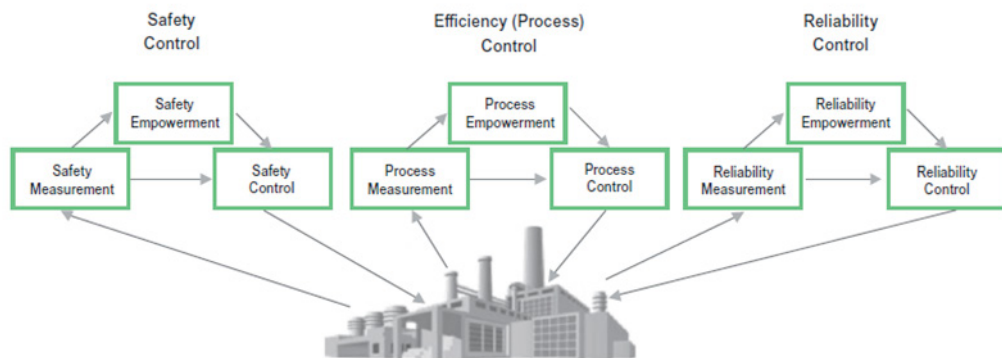 Safety
Control
Efficiency (Process)
Control
Reliability
Control
Safety
Empowerment
Process
Empowerment
Reliability
Empowerment
Safety
Measurement
Safety
Control
Process
Measurement
Process
Control
Reliability
Measurement
Reliability
Control